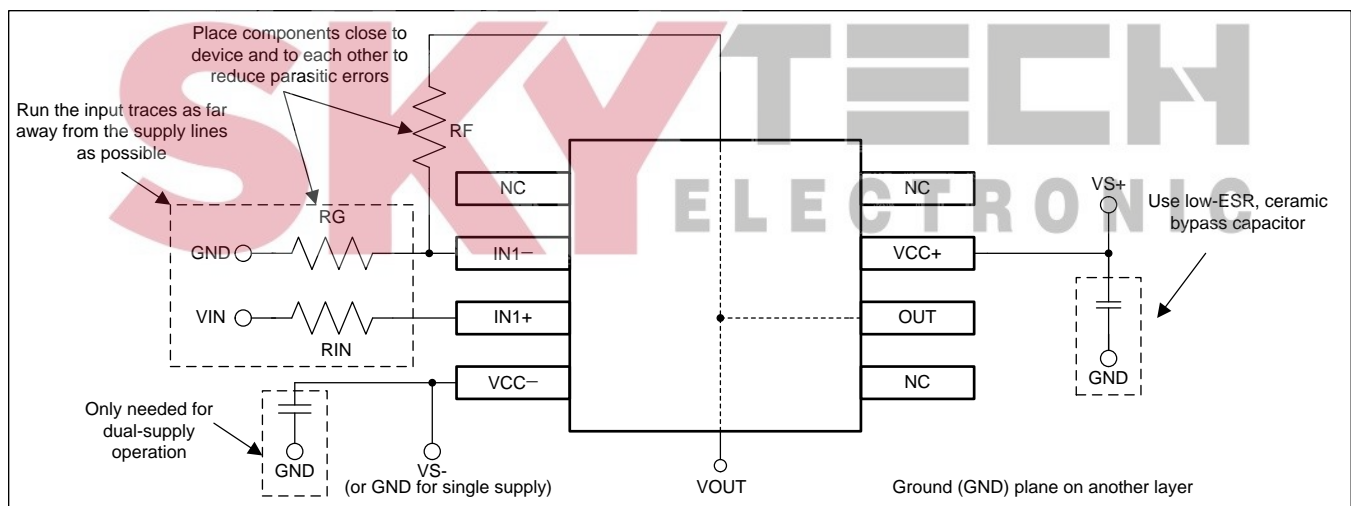 SKY TECH
ELECTRONIC
Place components close to
device and to each other to
reduce parasitic errors
Run the input traces as far
away from the supply lines
as possible
RF
NC
NC
VS+
Use low-ESR, ceramic
bypass capacitor
RG
GND
IN1−
VCC+
VIN
IN1+
OUT
RIN
VCC−
NC
GND
Only needed for
dual-supply
operation
GND
VS-
(or GND for single supply)
VOUT
Ground (GND) plane on another layer